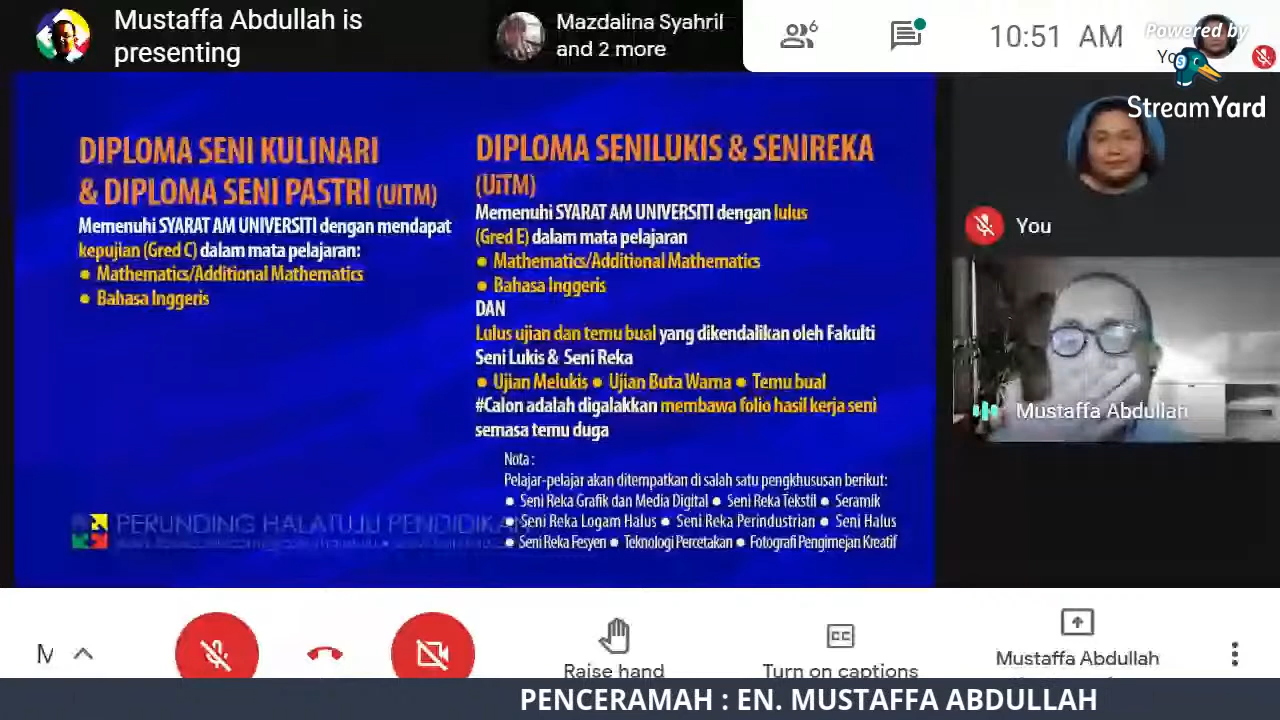 Mustaffa Abdullah is
presenting
Mazdalina Syahril
and 2 more
6
10:51 AM
Powered by
StreamYard
DIPLOMA SENI KULINARI
& DIPLOMA SENI PASTRI (UITM)
Memenuhi SYARAT AM UNIVERSITI dengan mendapat
kepujian (Gred C) dalam mata pelajaran:
● Mathematics/Additional Mathematics
● Bahasa Inggeris
DIPLOMA SENILUKIS & SENIREKA
(UiTM)
Memenuhi SYARAT AM UNIVERSITI dengan lulus
(Gred E) dalam mata pelajaran
● Mathematics/Additional Mathematics
● Bahasa Inggeris
DAN
Lulus ujian dan temu bual yang dikendalikan oleh Fakulti
Seni Lukis & Seni Reka
● Ujian Melukis ● Ujian Buta Warna ● Temu bual
#Calon adalah digalakkan membawa folio hasil kerja seni
semasa temu duga
Nota :
Pelajar-pelajar akan ditempatkan di salah satu pengkhususan berikut:
● Seni Reka Grafik dan Media Digital ● Seni Reka Tekstil ● Seramik
● Seni Reka Logam Halus ● Seni Reka Perindustrian ● Seni Halus
● Seni Reka Fesyen ● Teknologi Percetakan ● Fotografi Pengimejan Kreatif
PERUNDING HALATUJU PENDIDIKAN
You
Mustaffa Abdullah
Raise hand
Turn on captions
Mustaffa Abdullah
PENCERAMAH : EN. MUSTAFFA ABDULLAH